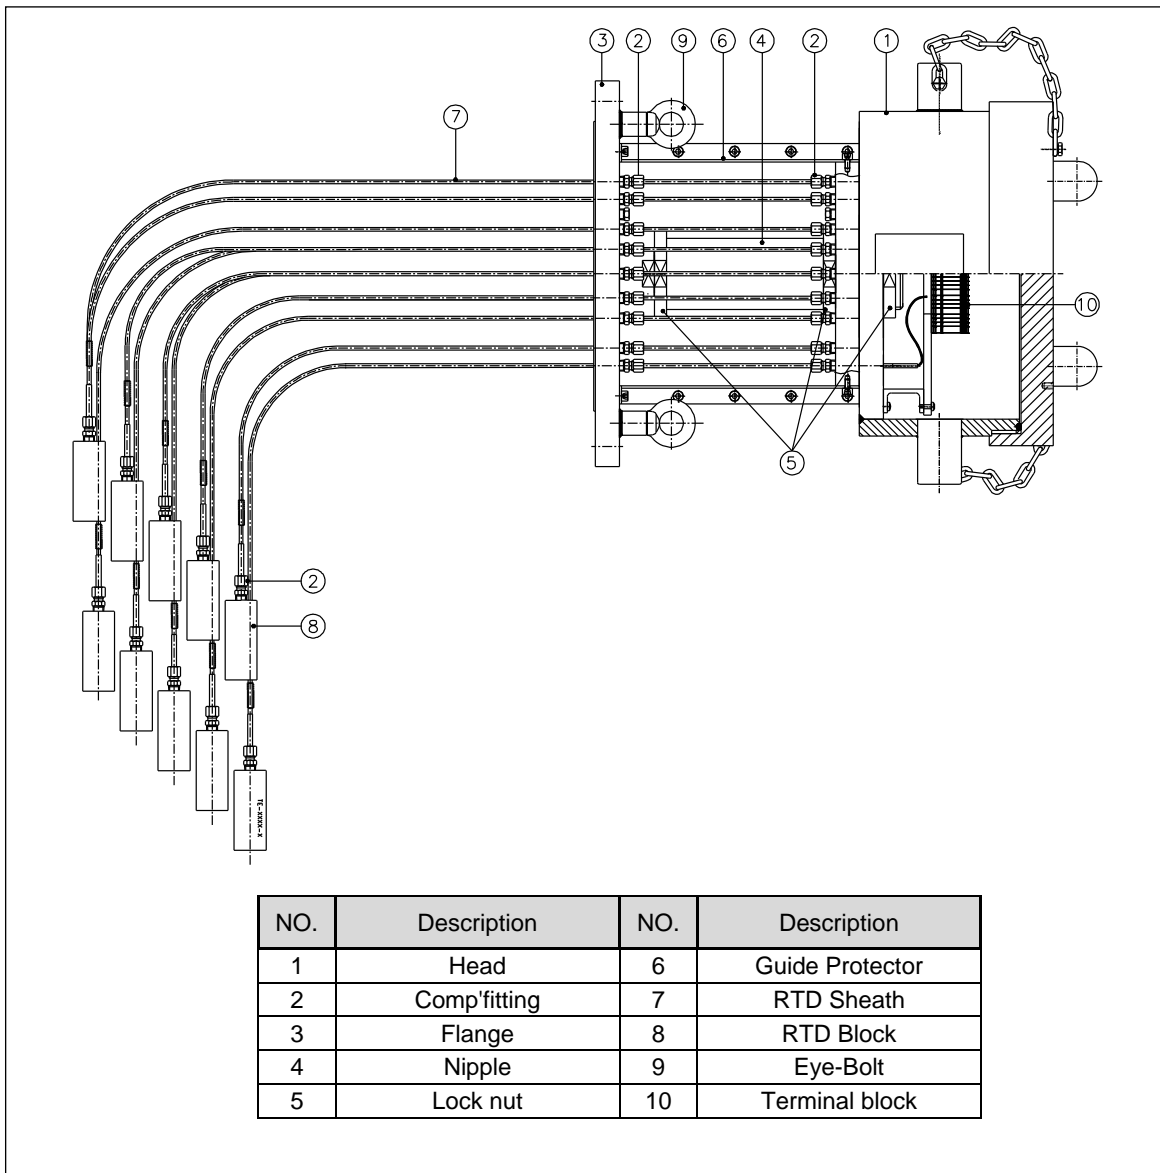 3 2 9 6 4 2 1
7
10
5
2
8
TE-XXXX-X
NO. Description NO. Description
1 Head 6 Guide Protector
2 Comp'fitting 7 RTD Sheath
3 Flange 8 RTD Block
4 Nipple 9 Eye-Bolt
5 Lock nut 10 Terminal block